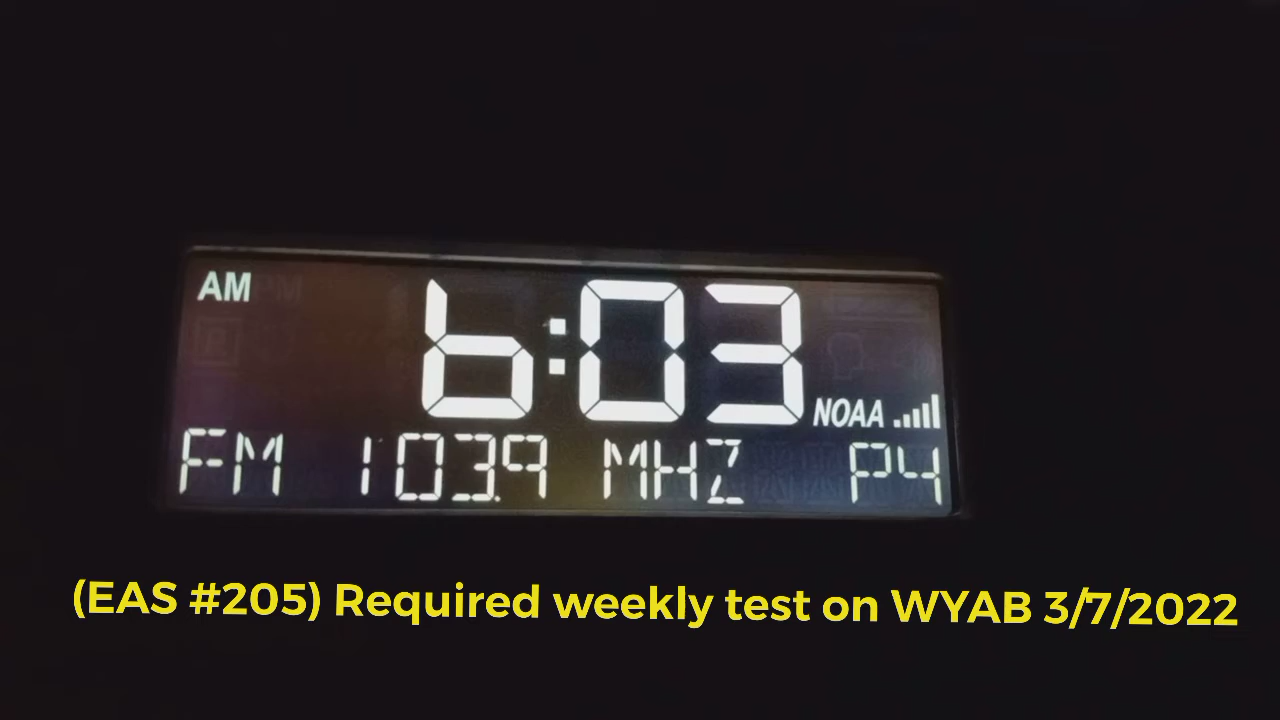 AM
6:03
NOAA
FM 103.9 MHZ P4
(EAS #205) Required weekly test on WYAB 3/7/2022